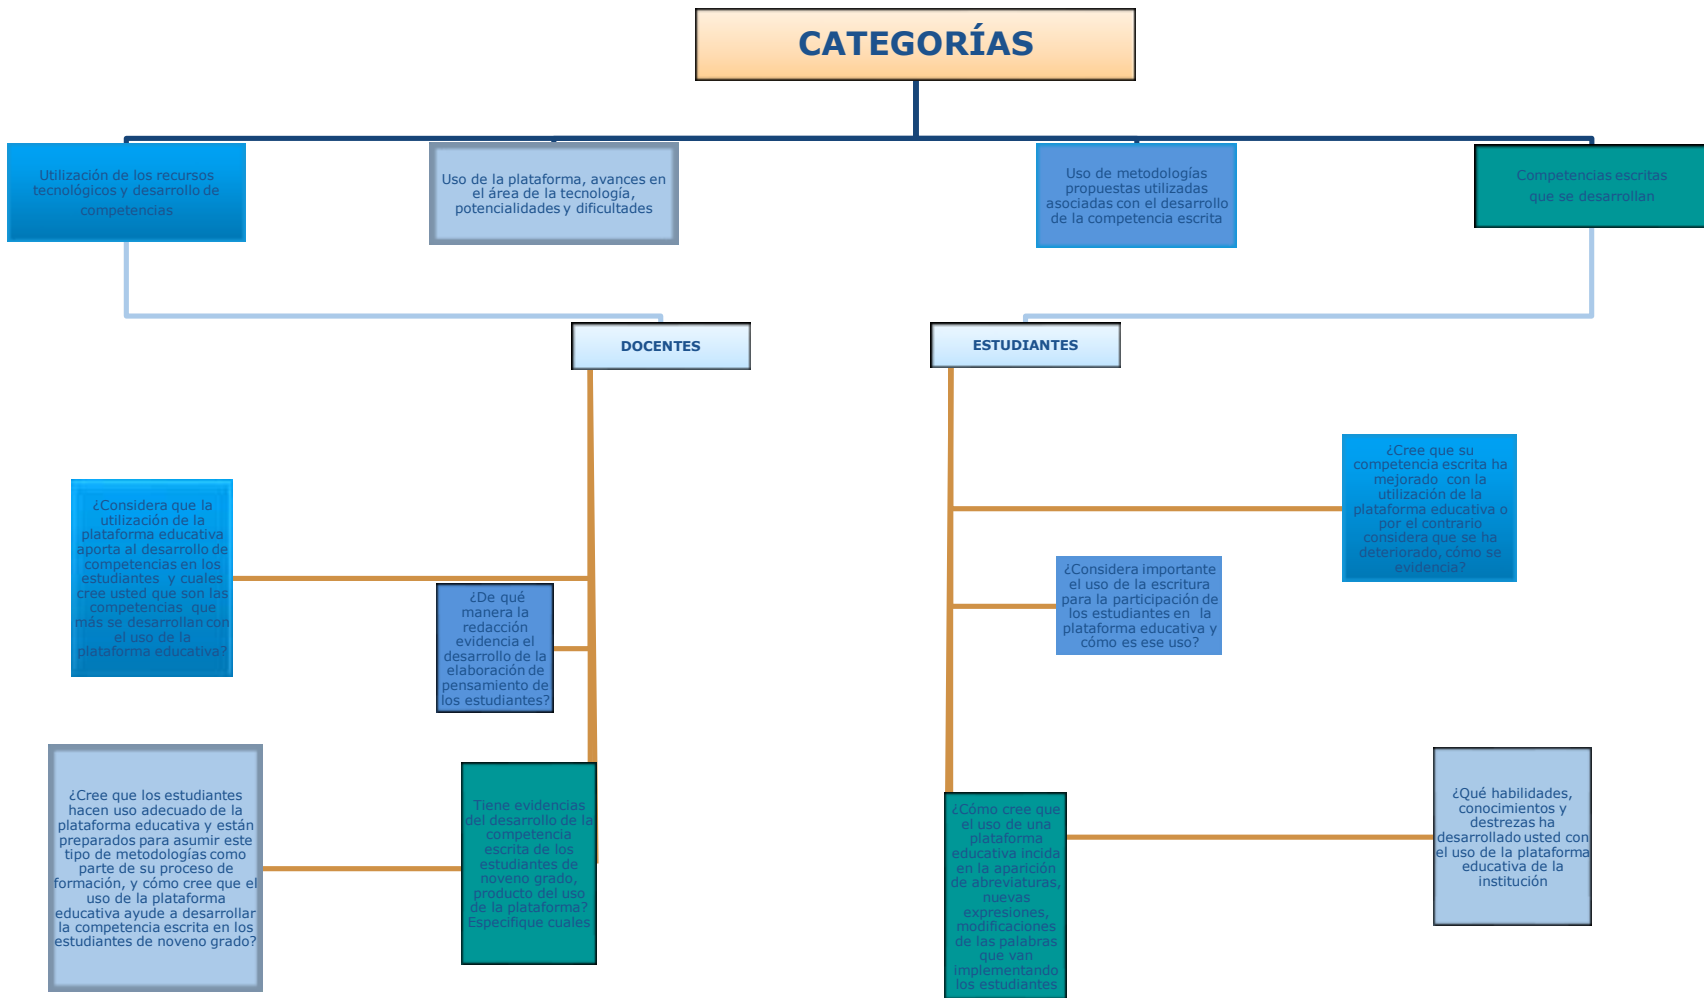 CATEGORÍAS
Utilización de los recursos
tecnológicos y desarrollo de
competencias
Uso de la plataforma, avances en
el área de la tecnología,
potencialidades y dificultades
Uso de metodologías
propuestas utilizadas
asociadas con el desarrollo
de la competencia escrita
Competencias escritas
que se desarrollan
DOCENTES
ESTUDIANTES
¿Considera que la
utilización de la
plataforma educativa
aporta al desarrollo de
competencias en los
estudiantes y cuales
cree usted que son las
competencias que
más se desarrollan con
el uso de la
plataforma educativa?
¿De qué
manera la
redacción
evidencia el
desarrollo de la
elaboración de
pensamiento de
los estudiantes?
¿Cree que los estudiantes
hacen uso adecuado de la
plataforma educativa y están
preparados para asumir este
tipo de metodologías como
parte de su proceso de
formación, y cómo cree que el
uso de la plataforma
educativa ayude a desarrollar
la competencia escrita en los
estudiantes de noveno grado?
Tiene evidencias
del desarrollo de la
competencia
escrita de los
estudiantes de
noveno grado,
producto del uso
de la plataforma?
Especifique cuales
¿Cree que su
competencia escrita ha
mejorado con la
utilización de la
plataforma educativa o
por el contrario
considera que se ha
deteriorado, cómo se
evidencia?
¿Considera importante
el uso de la escritura
para la participación de
los estudiantes en la
plataforma educativa y
cómo es ese uso?
¿Cómo cree que
el uso de una
plataforma
educativa incida
en la aparición
de abreviaturas,
nuevas
expresiones,
modificaciones
de las palabras
que van
implementando
los estudiantes
¿Qué habilidades,
conocimientos y
destrezas ha
desarrollado usted con
el uso de la plataforma
educativa de la
institución